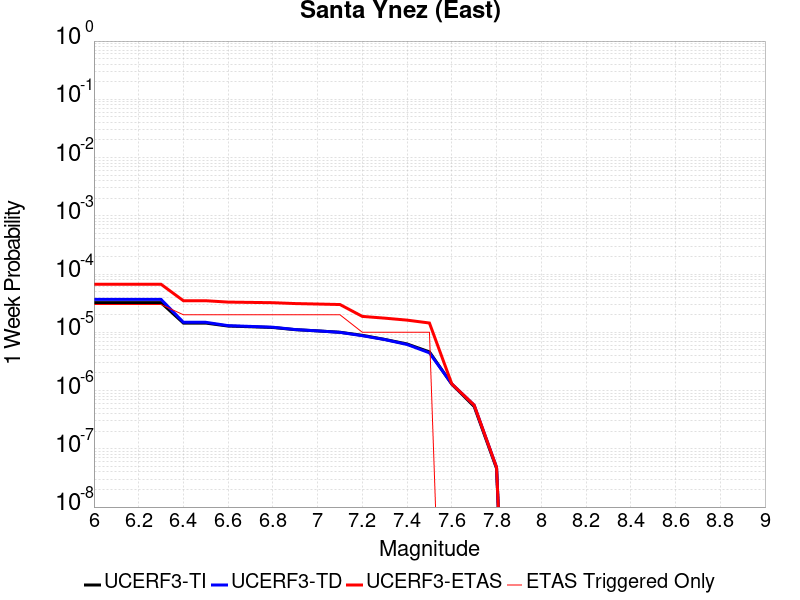 Santa Ynez (East)
10^0
10^-1
10^-2
10^-3
10^-4
10^-5
10^-6
10^-7
10^-8
1 Week Probability
6 6.2 6.4 6.6 6.8 7 7.2 7.4 7.6 7.8 8 8.2 8.4 8.6 8.8 9
Magnitude
UCERF3-TI UCERF3-TD UCERF3-ETAS ETAS Triggered Only